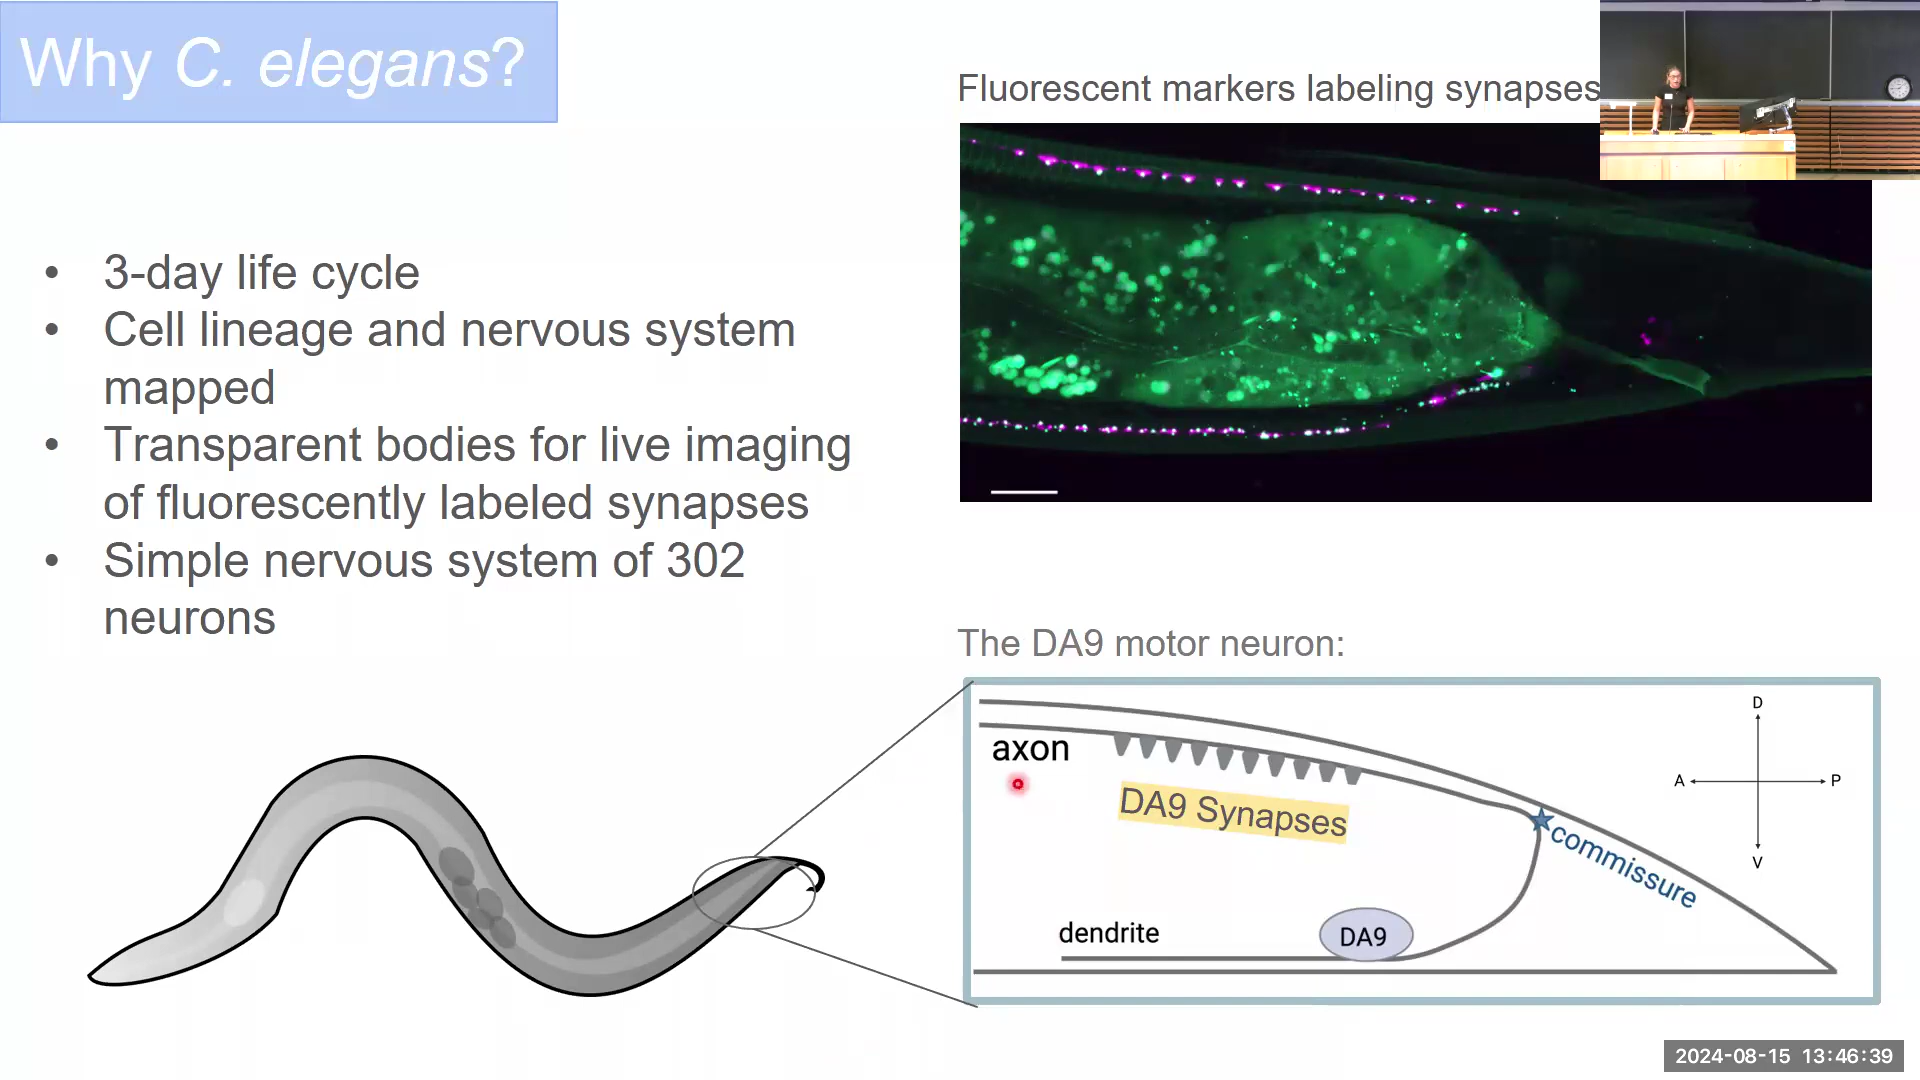 Why C. elegans?
Fluorescent markers labeling synapses
• 3-day life cycle
• Cell lineage and nervous system
mapped
• Transparent bodies for live imaging
of fluorescently labeled synapses
• Simple nervous system of 302
neurons
The DA9 motor neuron:
axon
DA9 Synapses
commissure
dendrite
DA9
D
A
P
V
2024-08-15 13:46:39